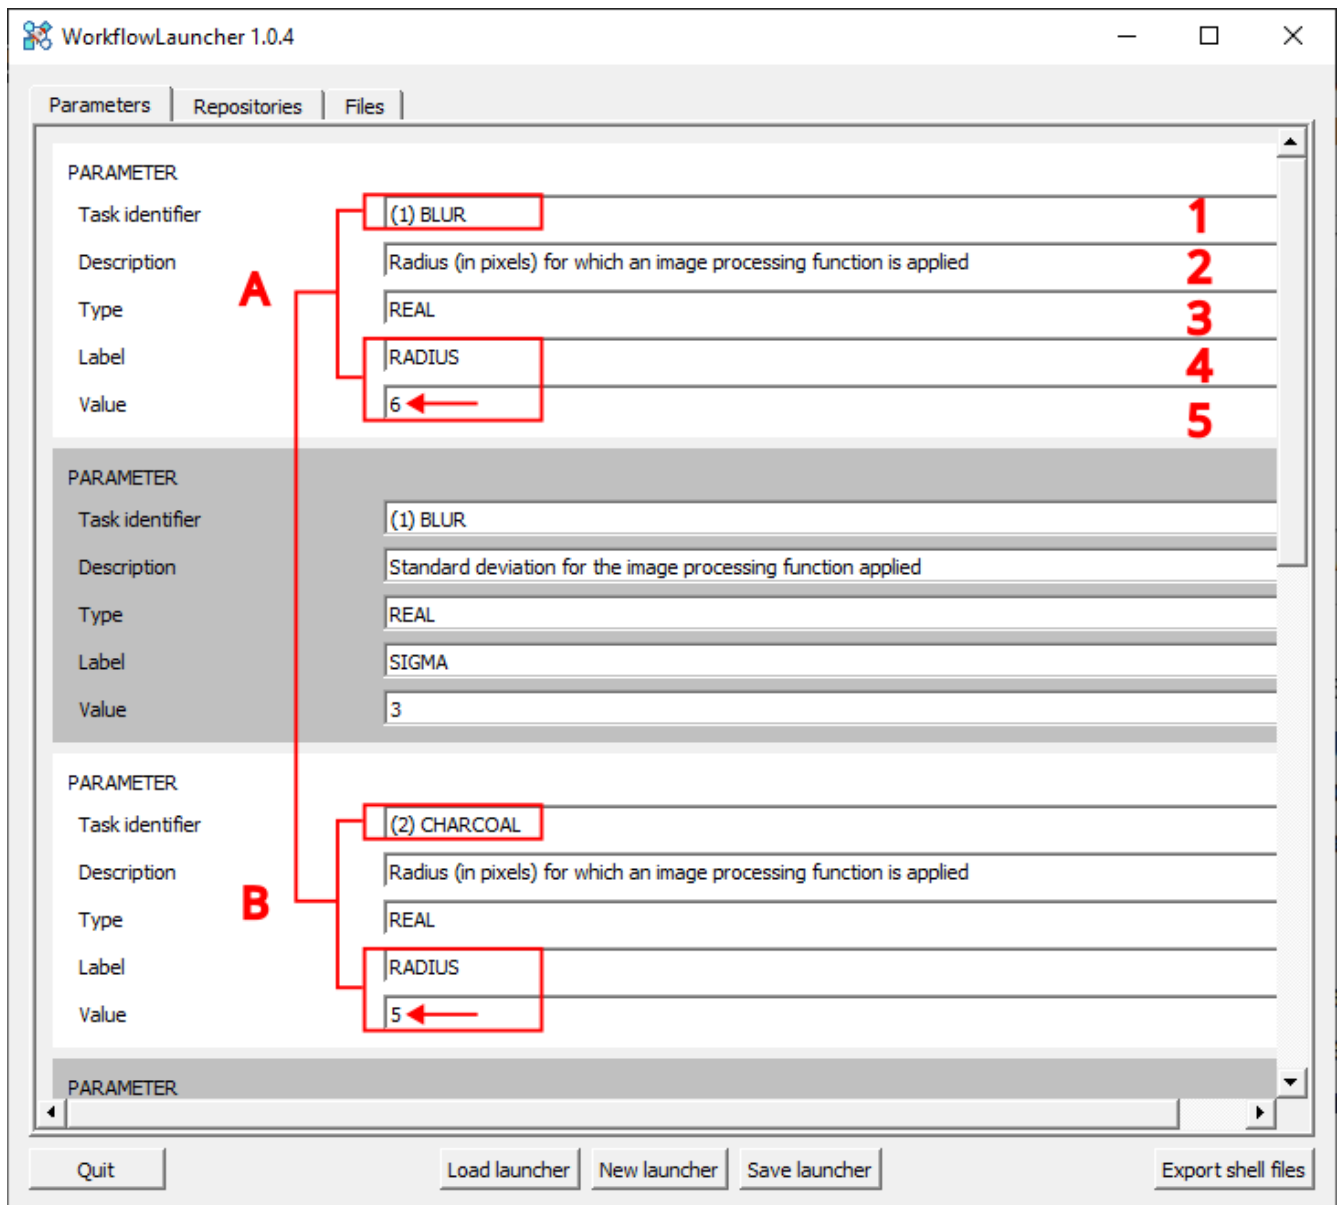 WorkflowLauncher 1.0.4
Parameters Repositories Files
PARAMETER
Task identifier (1) BLUR 1
Description Radius (in pixels) for which an image processing function is applied 2
A
Type REAL 3
Label RADIUS 4
Value 6 5
PARAMETER
Task identifier (1) BLUR
Description Standard deviation for the image processing function applied
Type REAL
Label SIGMA
Value 3
PARAMETER
Task identifier (2) CHARCOAL
Description Radius (in pixels) for which an image processing function is applied
B
Type REAL
Label RADIUS
Value 5
PARAMETER
Quit Load launcher New launcher Save launcher Export shell files